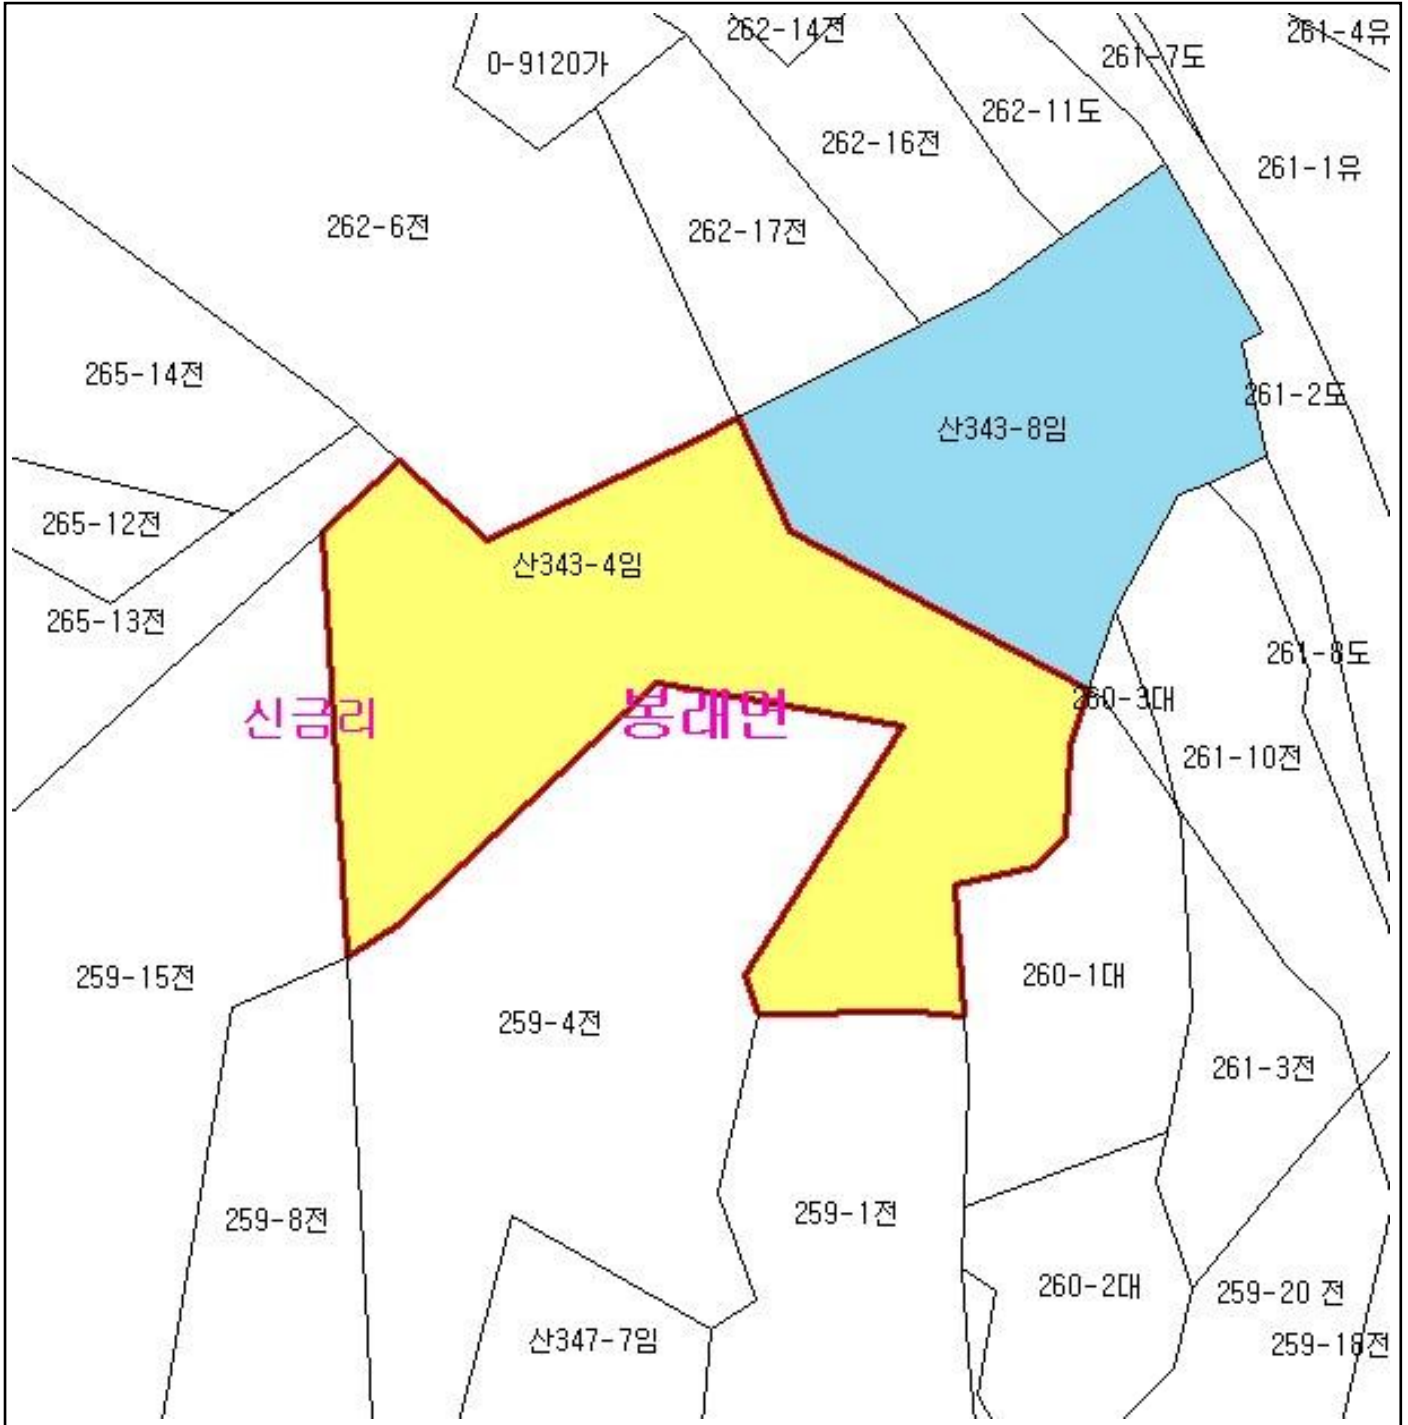 262-14전
261-4유
0-9120가
261-7도
262-11도
262-16전
261-1유
262-6전
262-17전
265-14전
261-2도
산343-8임
265-12전
산343-4임
265-13전
261-8도
260-3대
신금리
봉래면
261-10전
259-15전
260-1대
259-4전
261-3전
259-8전
259-1전
260-2대
259-20 전
산347-7임
259-18전